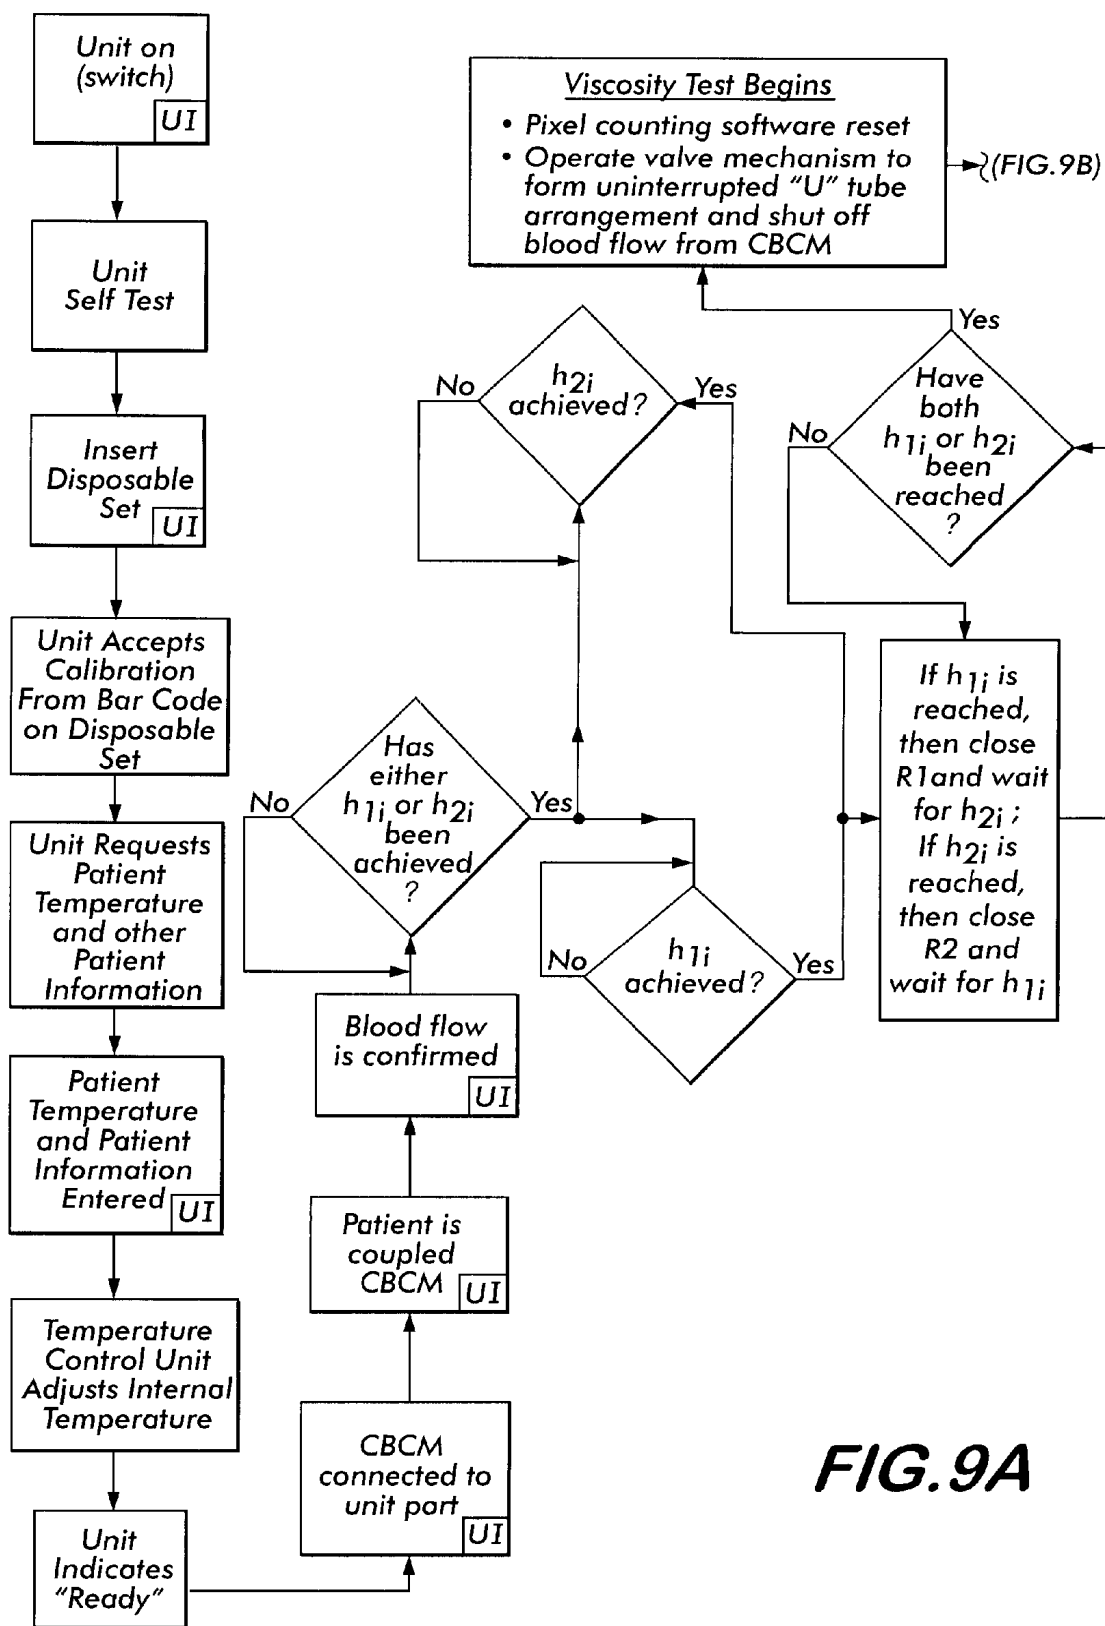 Unit on
(switch)
UI
Unit
Self Test
Insert
Disposable
Set
UI
Unit Accepts
Calibration
From Bar Code
on Disposable
Set
Unit Requests
Patient
Temperature
and other
Patient
Information
Patient
Temperature
and Patient
Information
Entered
UI
Temperature
Control Unit
Adjusts Internal
Temperature
Unit
Indicates
"Ready"
CBCM
connected to
unit part
UI
Patient is
coupled
CBCM
UI
Blood flow
is confirmed
UI
Has
either
h1i or h2i
been
achieved
?
No
Yes
h2i
achieved?
No
Yes
h1i
achieved?
No
Yes
If h1i is
reached,
then close
R1and wait
for h2i ;
If h2i is
reached,
then close
R2 and
wait for h1i
Have
both
h1i or h2i
been
reached
?
No
Yes
Viscosity Test Begins
• Pixel counting software reset
• Operate valve mechanism to
form uninterrupted "U" tube
arrangement and shut off
blood flow from CBCM
(FIG.9B)
FIG.9A